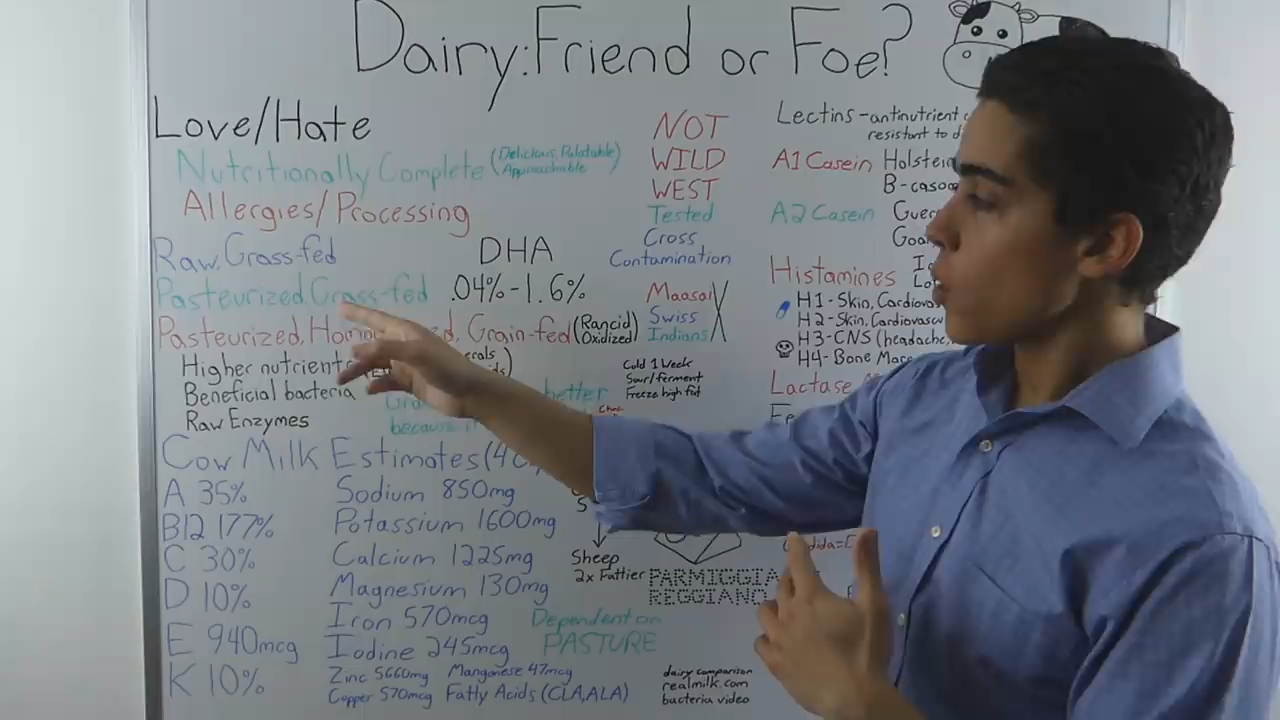 Dairy: Friend or Foe?
Love/Hate
Nutritionally Complete (Delicious, Palatable)
Approachable
Allergies/Processing
Raw, Grass-fed
Pasteurized, Grass-fed
Pasteurized, Grain-fed (Rancid)
Oxidized)
DHA
.04%-1.6%
Higher nutrients
Beneficial bacteria
Raw Enzymes
better
because
Cow Milk Estimates
A 35%
B12 177%
C 30%
D 10%
E 940mcg
K 10%
Sodium 850mg
Potassium 1600mg
Calcium 1225mg
Magnesium 130mg
Iron 570mcg
Iodine 245mcg
Zinc 5660mg Manganese 47mcg
Copper 570mcg Fatty Acids (CLA,ALA)
Dependent on
PASTURE
NOT
WILD
WEST
Tested
Cross
Contamination
Maasai
Swiss
Indians
Cold 1 Week
Sour/ferment
Freeze high fat
Sheep
2x Fattier
REGGIANO
dairy comparison
realmilk.com
bacteria video
Lectins - antinutrient
resistant to
A1 Casein Holstein
A2 Casein
Histamines
H1- Skin,
H2- Skin,
H3- CNS (headache,
H4- Bone
Lactase